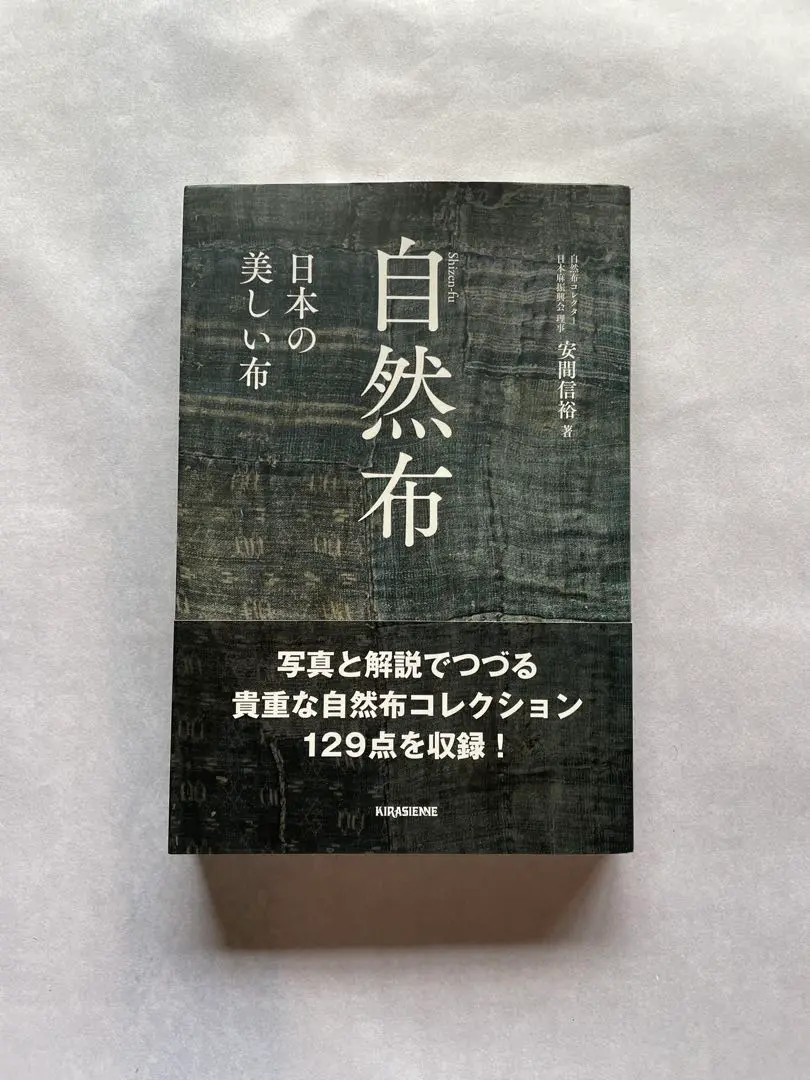 自然布コレクター
日本麻振興会 理事
安間信裕 著
自然布
Shizen-fu
日本の
美しい布
写真と解説でつづる
貴重な自然布コレクション
129点を収録！
KIRASIENNE